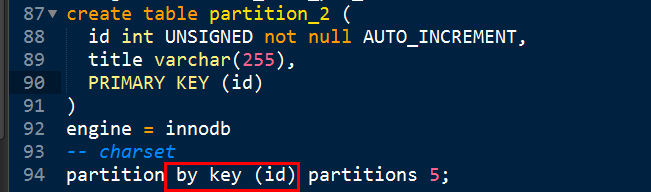 87 create table partition_2 (
88 id int UNSIGNED not null AUTO_INCREMENT,
89 title varchar(255),
90 PRIMARY KEY (id)
91 )
92 engine = innodb
93 -- charset
94 partition by key (id) partitions 5;